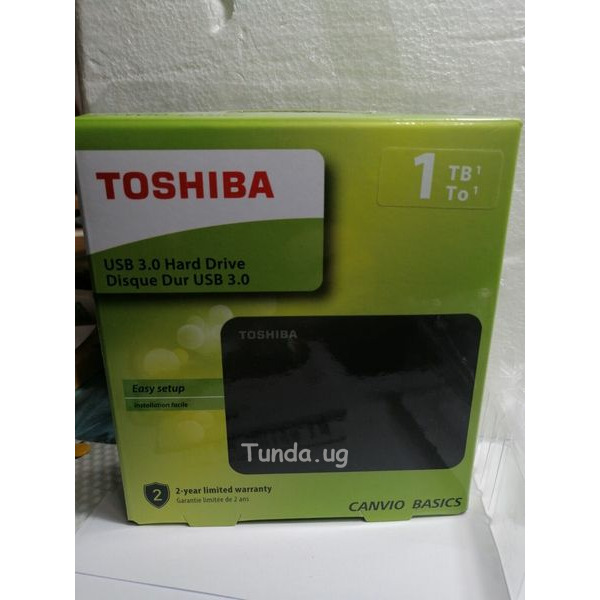 TOSHIBA
1 TB¹
To¹
USB 3.0 Hard Drive
Disque Dur USB 3.0
TOSHIBA
Easy setup
Installation facile
Tunda.ug
2
2-year limited warranty
Garantie limitée de 2 ans
CANVIO BASICS